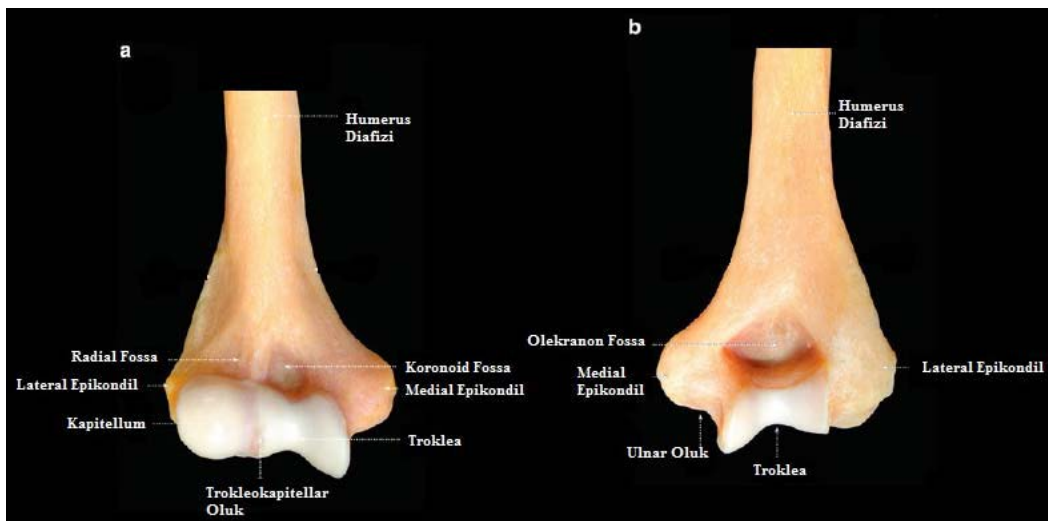 a
Humerus
Diafizi
Radial Fossa
Koronoid Fossa
Lateral Epikondil
Medial Epikondil
Kapitellum
Troklea
Trokleokapitellar
Oluk
b
Humerus
Diafizi
Olekranon Fossa
Medial
Epikondil
Lateral Epikondil
Ulnar Oluk
Troklea